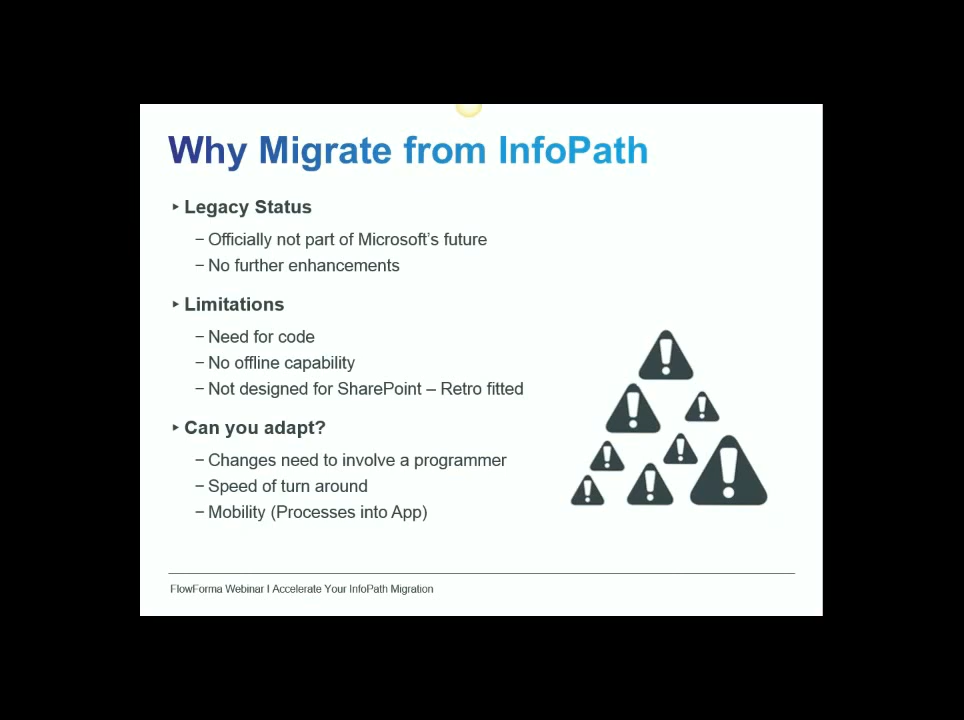 Why Migrate from InfoPath
▸ Legacy Status
– Officially not part of Microsoft's future
– No further enhancements
▸ Limitations
– Need for code
– No offline capability
– Not designed for SharePoint – Retro fitted
▸ Can you adapt?
– Changes need to involve a programmer
– Speed of turn around
– Mobility (Processes into App)
FlowForma Webinar I Accelerate Your InfoPath Migration